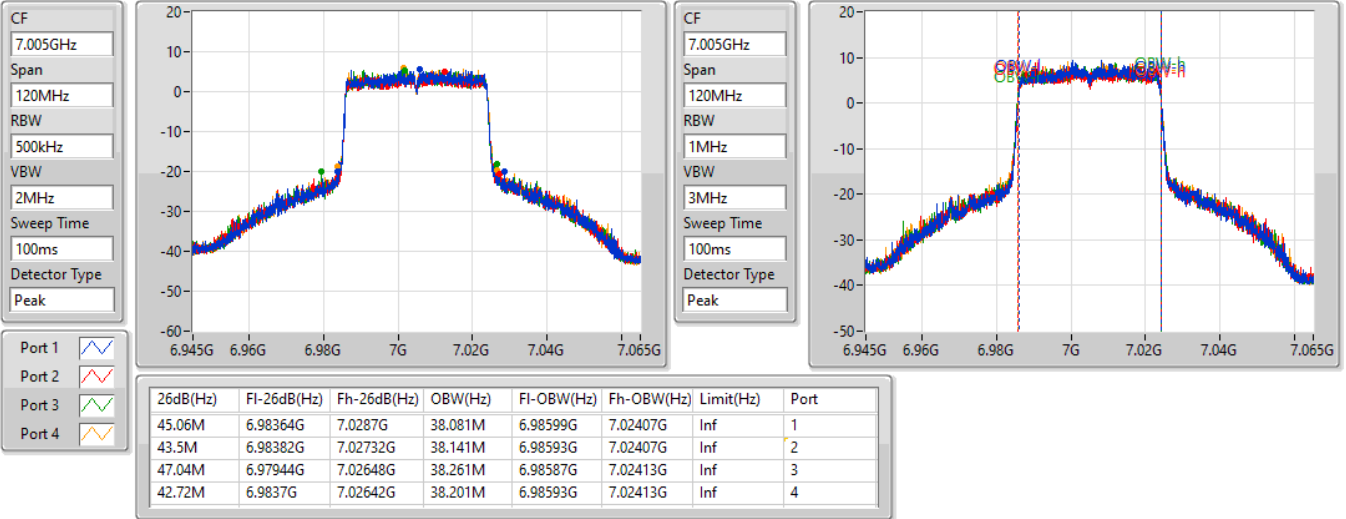 CF
7.005GHz
Span
120MHz
RBW
500kHz
VBW
2MHz
Sweep Time
100ms
Detector Type
Peak
20
10
0
-10
-20
-30
-40
-50
-60
6.945G 6.96G 6.98G 7G 7.02G 7.04G 7.065G
CF
7.005GHz
Span
120MHz
RBW
1MHz
VBW
3MHz
Sweep Time
100ms
Detector Type
Peak
20
10
0
-10
-20
-30
-40
-50
OBW-h
6.945G 6.96G 6.98G 7G 7.02G 7.04G 7.065G
Port 1
Port 2
Port 3
Port 4
26dB(Hz) Fl-26dB(Hz) Fh-26dB(Hz) OBW(Hz) Fl-OBW(Hz) Fh-OBW(Hz) Limit(Hz) Port
45.06M 6.98364G 7.0287G 38.081M 6.98599G 7.02407G Inf 1
43.5M 6.98382G 7.02732G 38.141M 6.98593G 7.02407G Inf 2
47.04M 6.97944G 7.02648G 38.261M 6.98587G 7.02413G Inf 3
42.72M 6.9837G 7.02642G 38.201M 6.98593G 7.02413G Inf 4